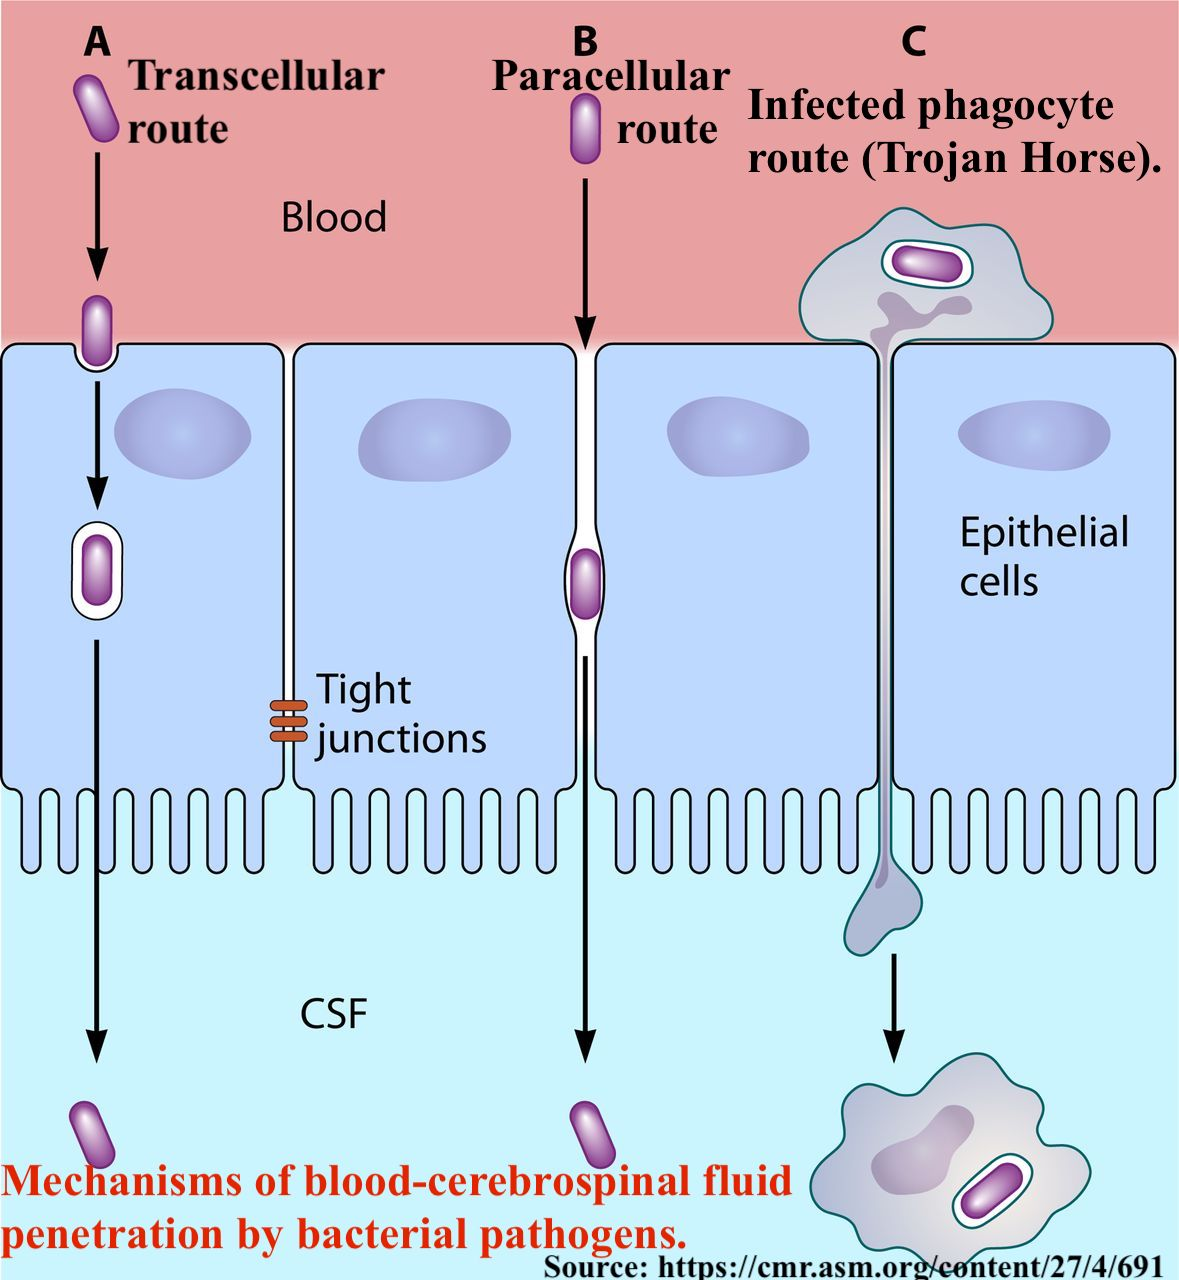 A
Transcellular
route
B
Paracellular
route
C
Infected phagocyte
route (Trojan Horse).
Blood
Epithelial
cells
Tight
junctions
CSF
Mechanisms of blood-cerebrospinal fluid
penetration by bacterial pathogens.
Source: https://cmr.asm.org/content/27/4/691